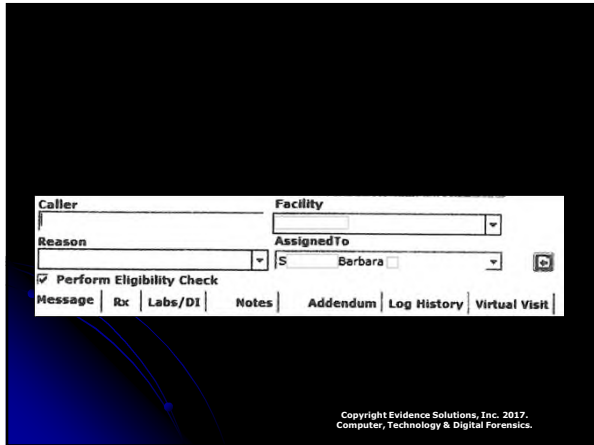 Caller Facility
Reason AssignedTo
S Barbara
Perform Eligibility Check
Message Rx Labs/DI Notes Addendum Log History Virtual Visit
Copyright Evidence Solutions, Inc. 2017.
Computer, Technology & Digital Forensics.